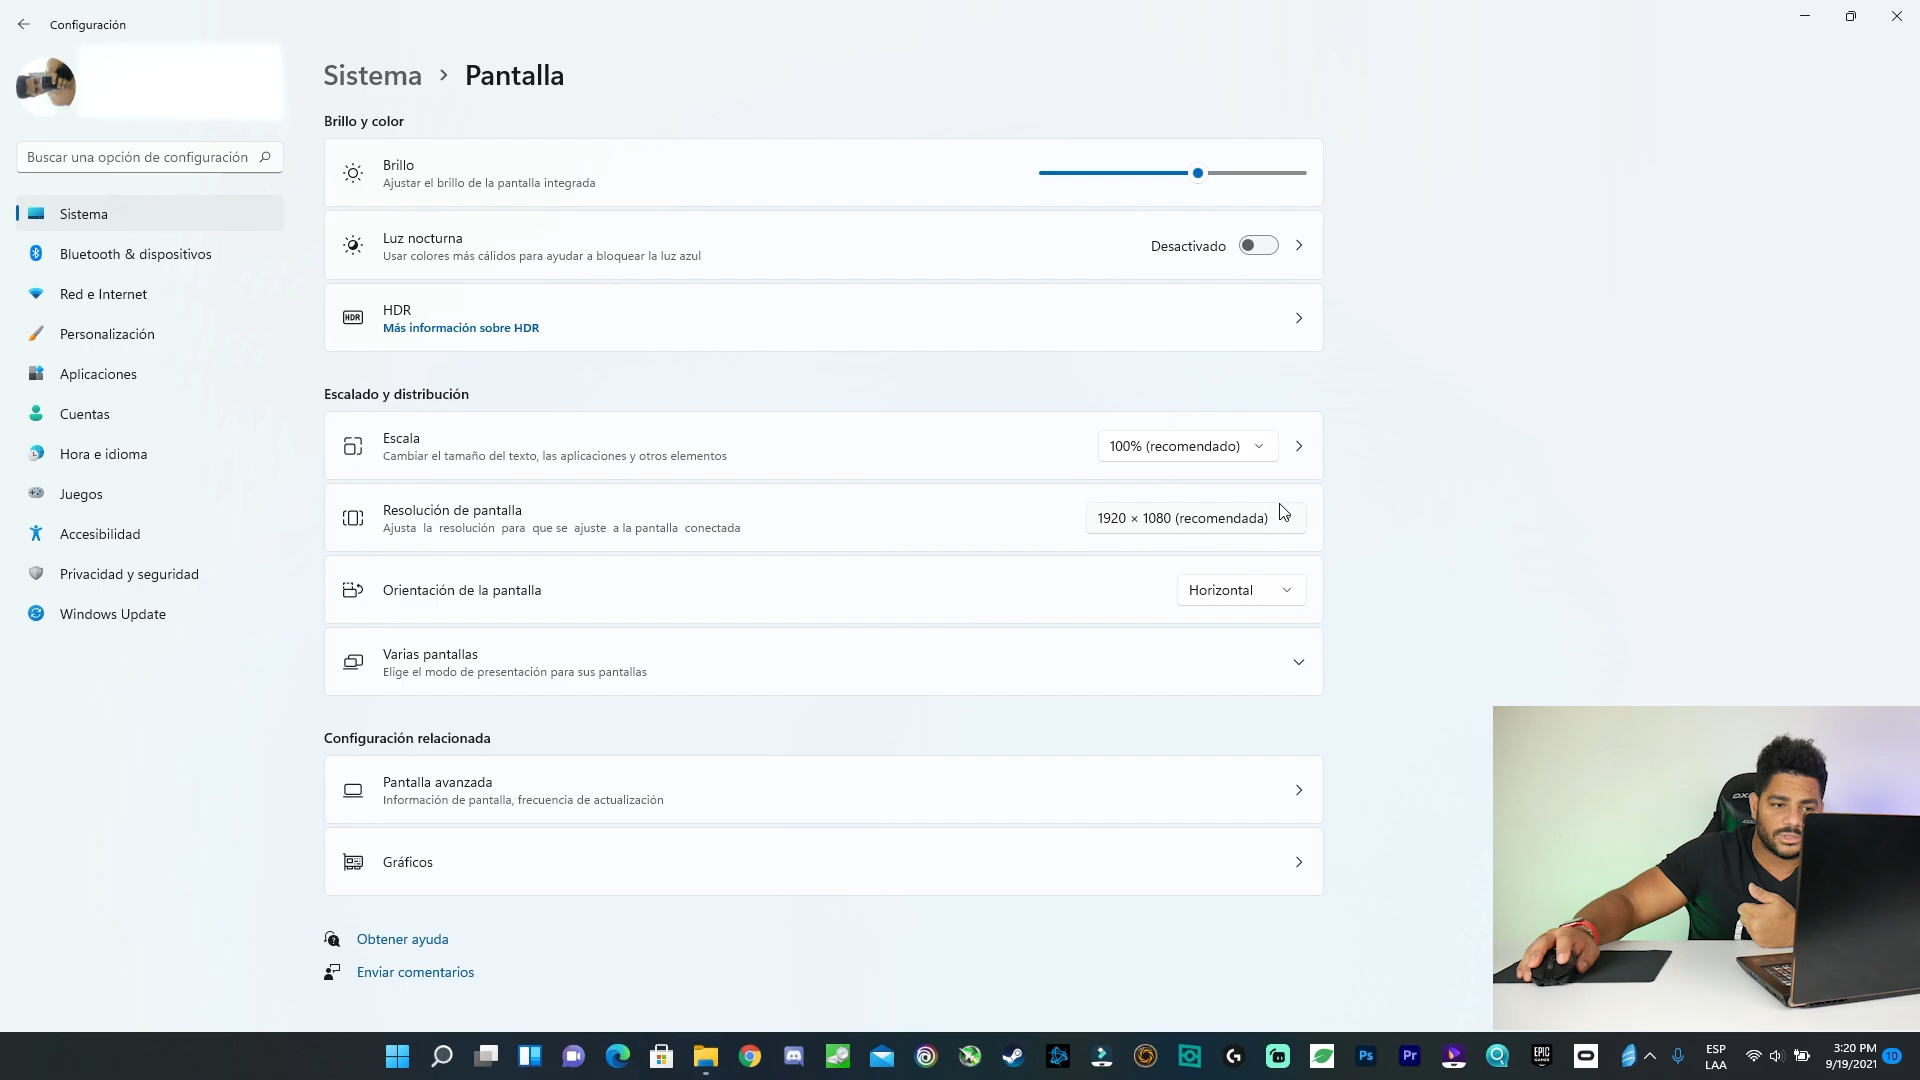 Configuración
Buscar una opción de configuración
Sistema
Bluetooth & dispositivos
Red e Internet
Personalización
Aplicaciones
Cuentas
Hora e idioma
Juegos
Accesibilidad
Privacidad y seguridad
Windows Update
Sistema > Pantalla
Brillo y color
Brillo
Ajustar el brillo de la pantalla integrada
Luz nocturna
Usar colores más cálidos para ayudar a bloquear la luz azul
Desactivado
HDR
HDR
Más información sobre HDR
Escalado y distribución
Escala
Cambiar el tamaño del texto, las aplicaciones y otros elementos
100% (recomendado)
Resolución de pantalla
Ajusta la resolución para que se ajuste a la pantalla conectada
1920 × 1080 (recomendada)
Orientación de la pantalla
Horizontal
Varias pantallas
Elige el modo de presentación para sus pantallas
Configuración relacionada
Pantalla avanzada
Información de pantalla, frecuencia de actualización
Gráficos
Obtener ayuda
Enviar comentarios
Ps
Pr
EPIC
GAMES
ESP
LAA
3:20 PM
9/19/2021
10